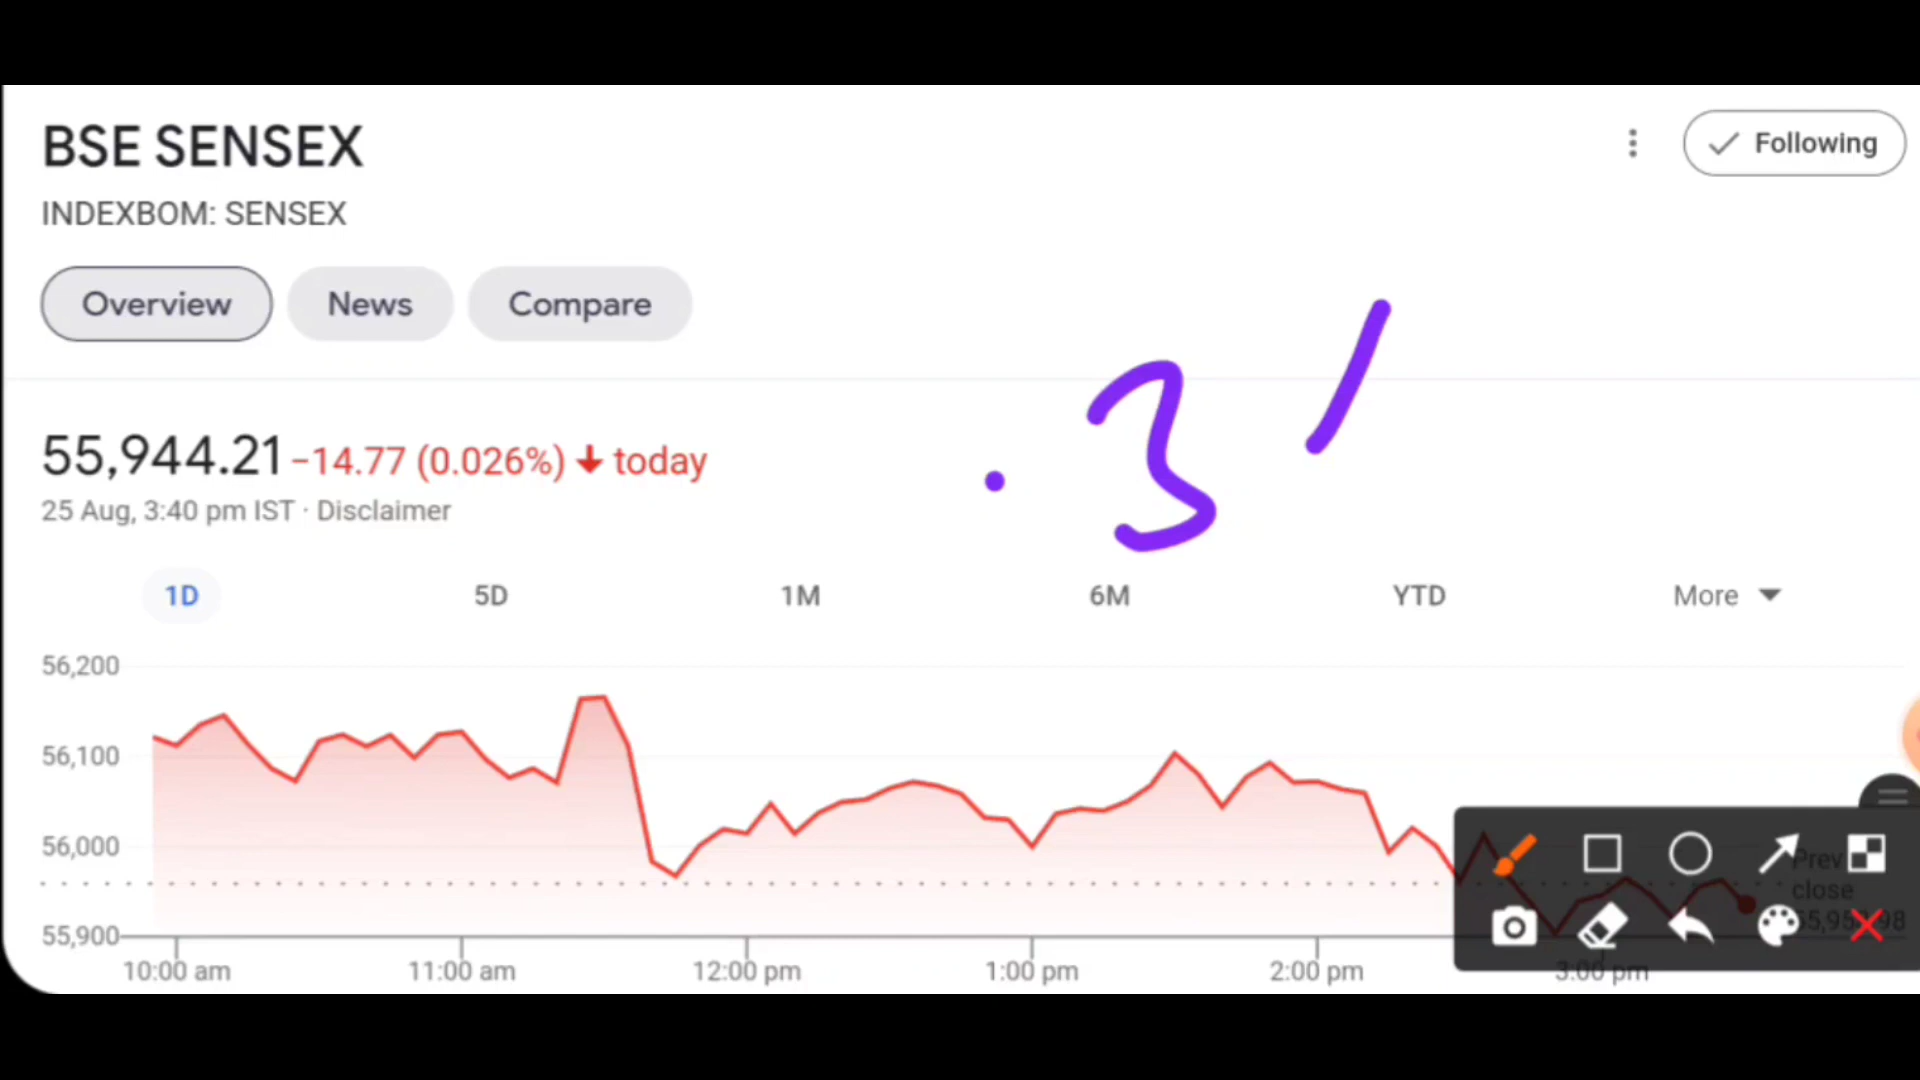 BSE SENSEX
Following
INDEXBOM: SENSEX
Overview
News
Compare
. 3 /
55,944.21 −14.77 (0.026%) ↓ today
25 Aug, 3:40 pm IST · Disclaimer
1D 5D 1M 6M YTD More
56,200
56,100
56,000
55,900
Prev
close
10:00 am 11:00 am 12:00 pm 1:00 pm 2:00 pm 3:00 pm